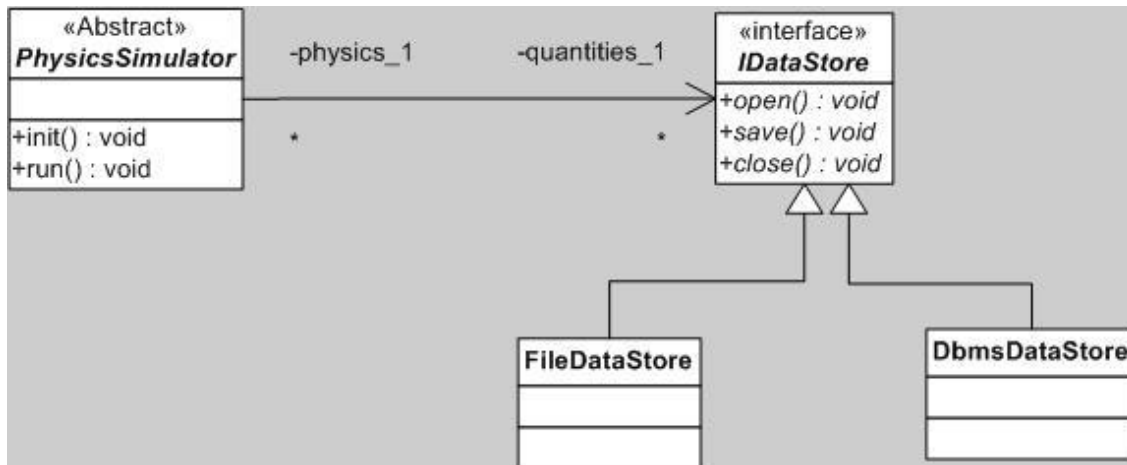 «Abstract»
PhysicsSimulator
+init() : void
+run() : void
-physics_1
-quantities_1
*
*
«interface»
IDataStore
+open() : void
+save() : void
+close() : void
FileDataStore
DbmsDataStore